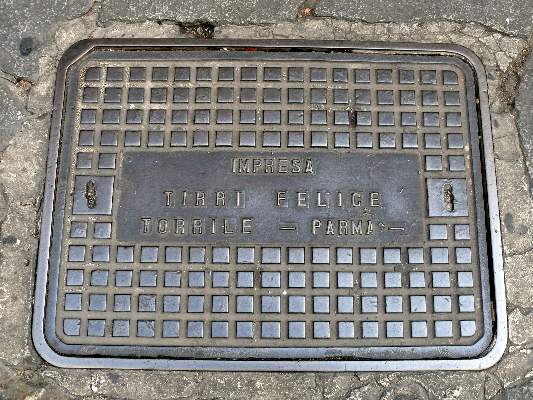 IMPRESA
TIRRI FELICE
TORRILE - PARMA -